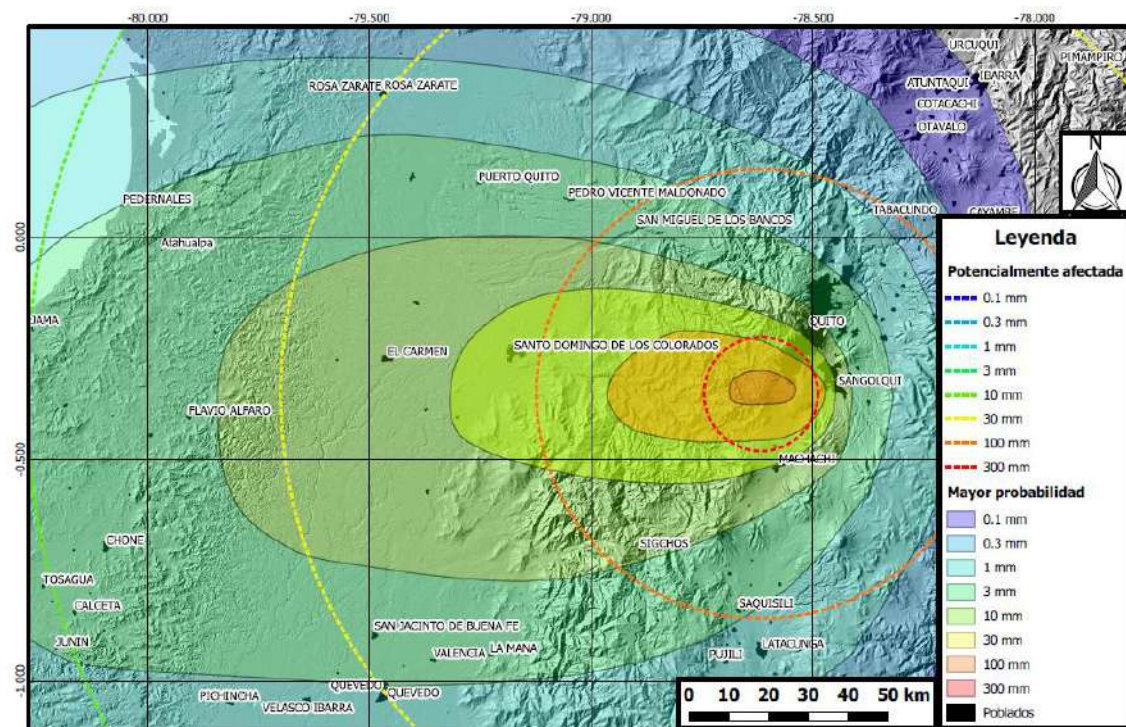 -80.000
-79.500
-79.000
-78.500
-78.000
URCUQUI
PIMAMPIRO
IBARRA
ATUNTAQUI
COTACACHI
OTAVALO
ROSA ZARATE
ROSA ZARATE
PUERTO QUITO
PEDRO VICENTE MALDONADO
PEDERNALES
SAN MIGUEL DE LOS BANCOS
TABACUNDO
CAYAMBE
N
0.000
Atahualpa
JAMA
QUITO
SANTO DOMINGO DE LOS COLORADOS
EL CARMEN
SANGOLQUI
FLAVIO ALFARO
-0.500
MACHACHI
CHONE
SIGCHOS
TOSAGUA
CALCETA
SAQUISILI
JUNIN
SAN JACINTO DE BUENA FE
LA MANA
VALENCIA
LATACUNGA
PUJILI
-1.000
QUEVEDO
QUEVEDO
PICHINCHA
VELASCO IBARRA
0 10 20 30 40 50 km
Leyenda
Potencialmente afectada
0.1 mm
0.3 mm
1 mm
3 mm
10 mm
30 mm
100 mm
300 mm
Mayor probabilidad
0.1 mm
0.3 mm
1 mm
3 mm
10 mm
30 mm
100 mm
300 mm
Poblados